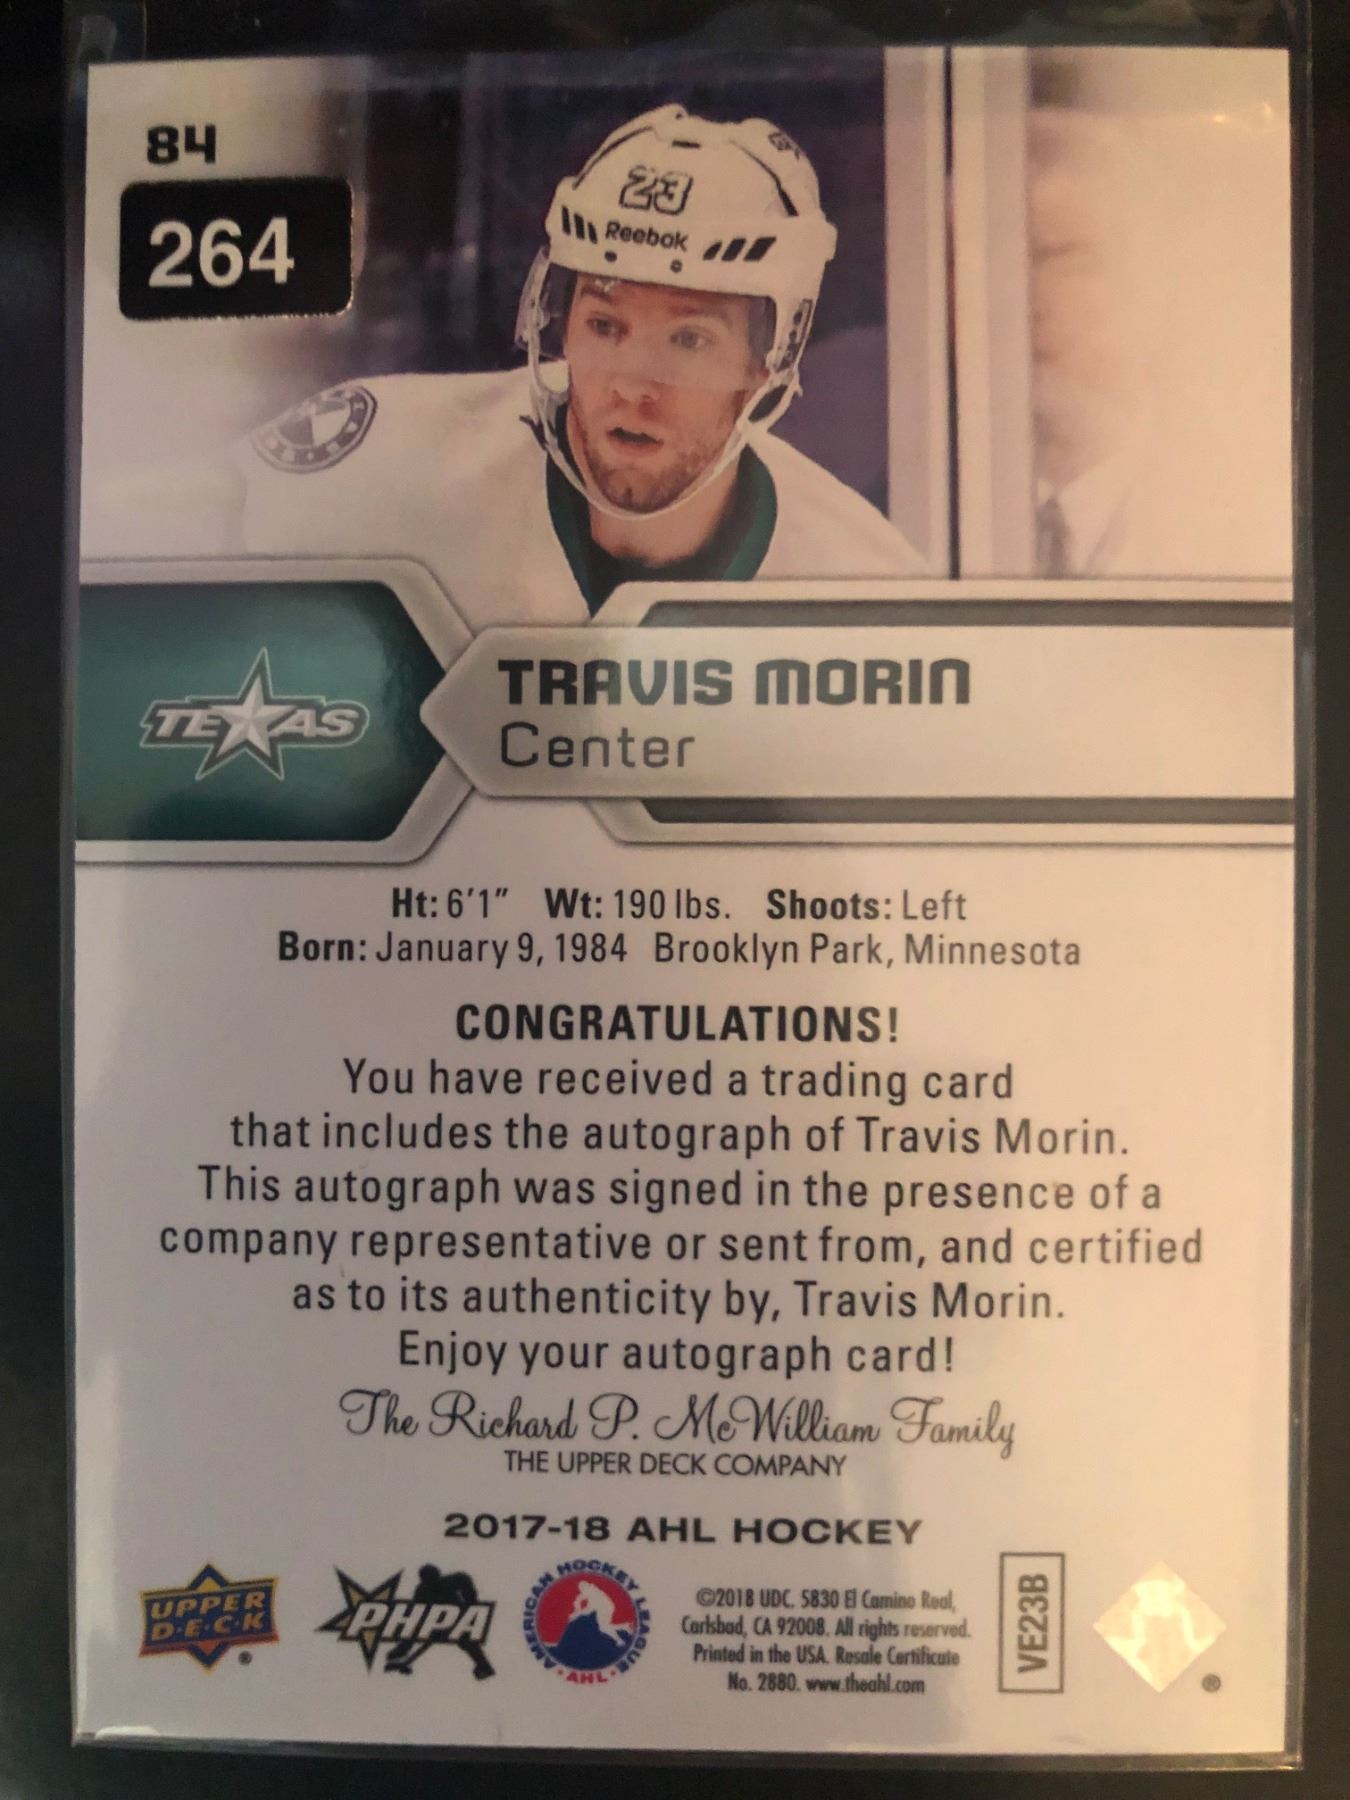 84
264
23
Reebok
TEXAS
TRAVIS MORIN
Center
Ht: 6'1" Wt: 190 lbs. Shoots: Left
Born: January 9, 1984 Brooklyn Park, Minnesota
CONGRATULATIONS!
You have received a trading card
that includes the autograph of Travis Morin.
This autograph was signed in the presence of a
company representative or sent from, and certified
as to its authenticity by, Travis Morin.
Enjoy your autograph card!
The Richard P. McWilliam Family
THE UPPER DECK COMPANY
2017-18 AHL HOCKEY
UPPER
D·E·C·K
PHPA
AMERICAN HOCKEY LEAGUE
·AHL·
©2018 UDC. 5830 El Camino Real,
Carlsbad, CA 92008. All rights reserved.
Printed in the USA. Resale Certificate
No. 2880. www.theahl.com
VE23B
®